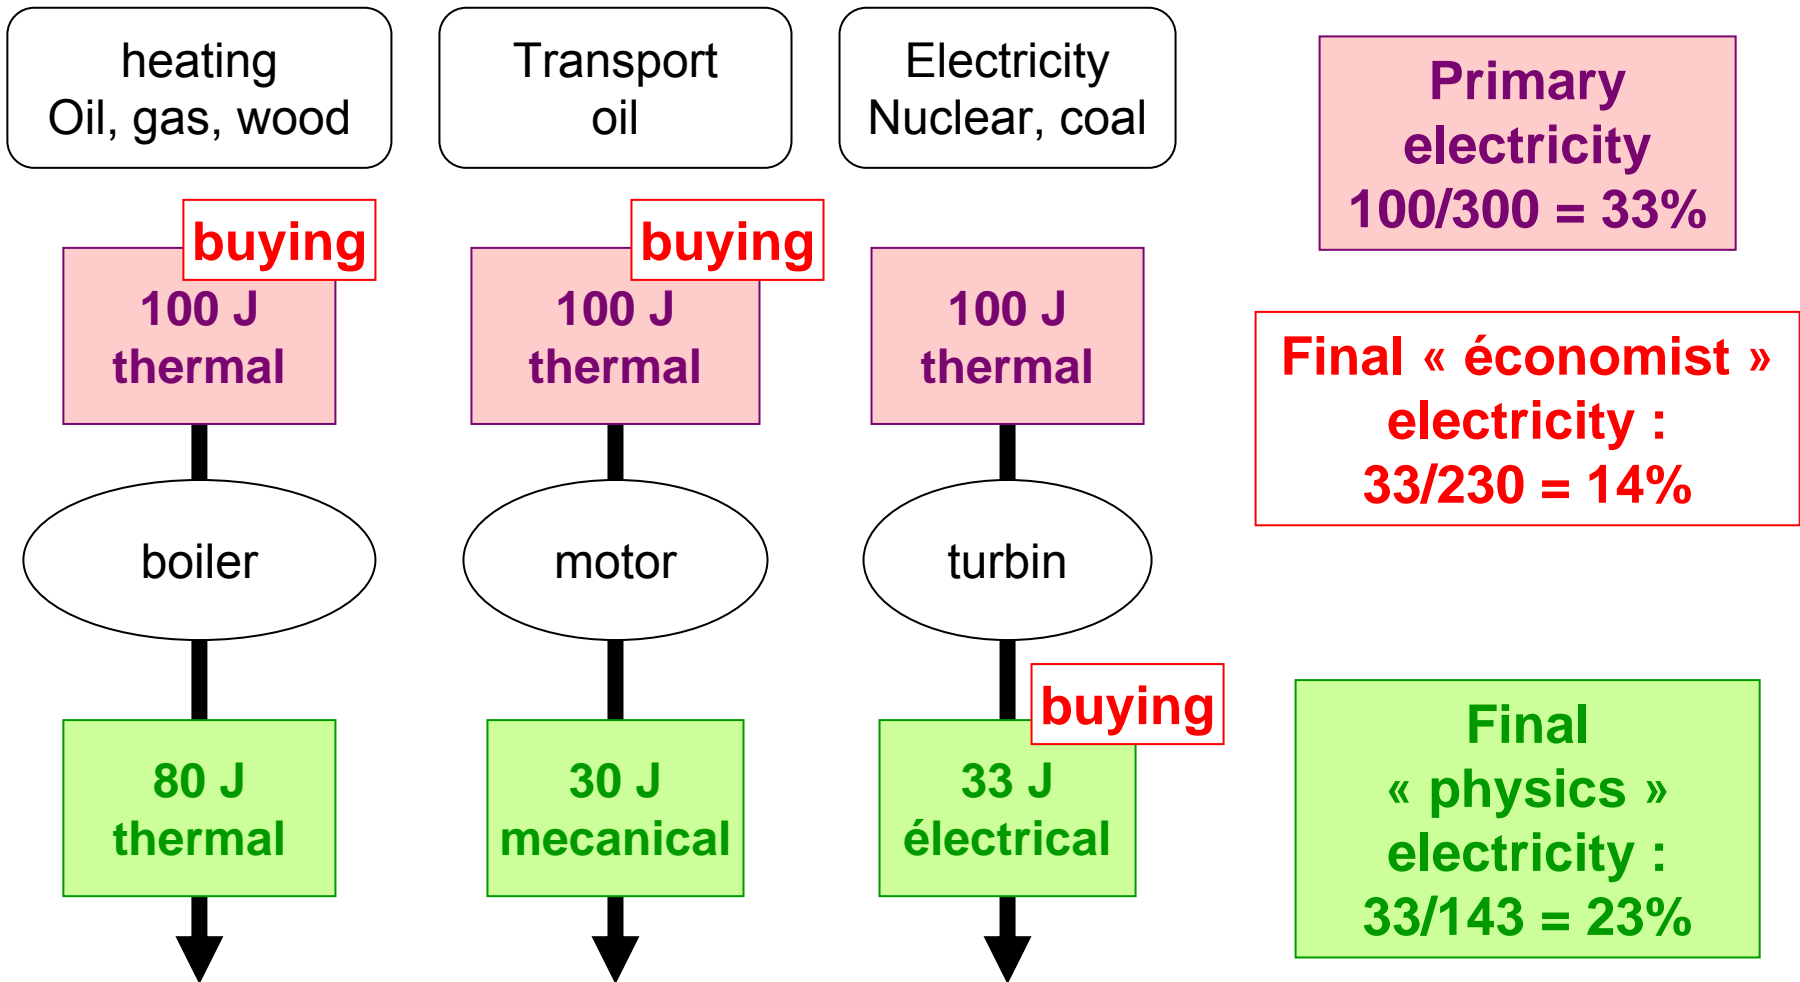 heating
Oil, gas, wood
Transport
oil
Electricity
Nuclear, coal
buying
100 J
thermal
buying
100 J
thermal
100 J
thermal
boiler
motor
turbin
80 J
thermal
30 J
mecanical
buying
33 J
électrical
Primary
electricity
100/300 = 33%
Final « économist »
electricity :
33/230 = 14%
Final
« physics »
electricity :
33/143 = 23%